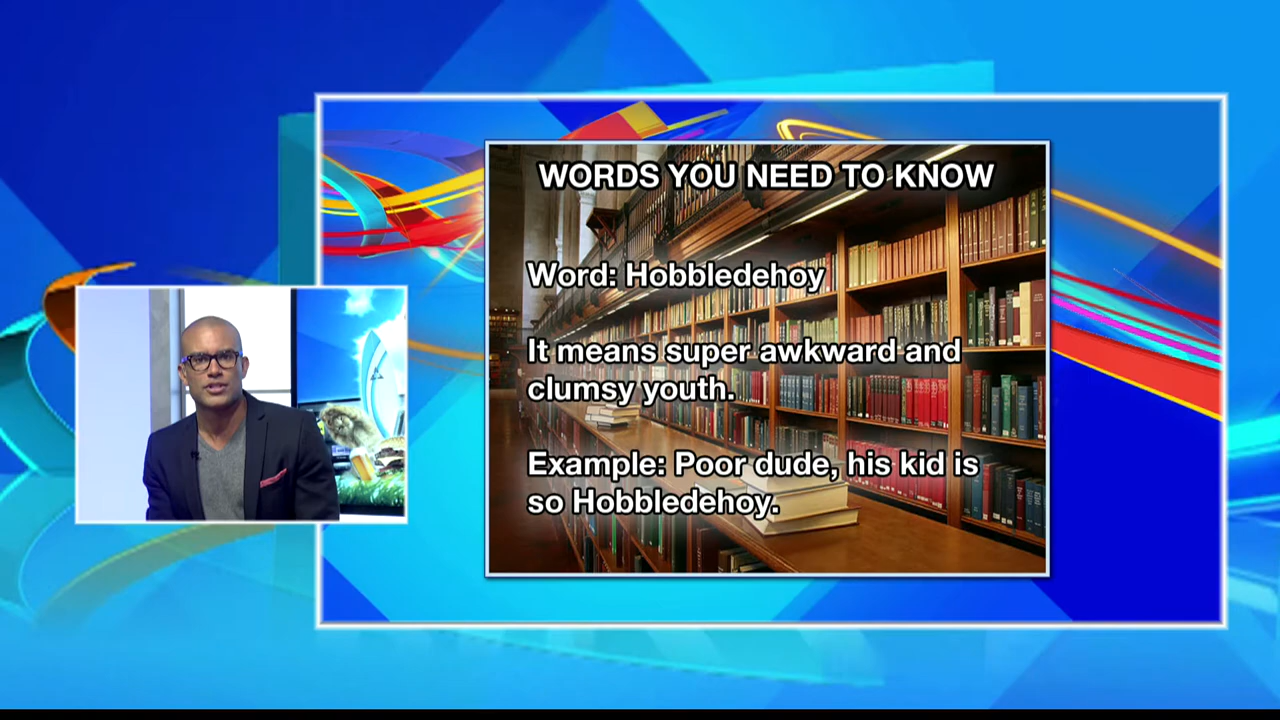 WORDS YOU NEED TO KNOW
Word: Hobbledehoy
It means super awkward and
clumsy youth.
Example: Poor dude, his kid is
so Hobbledehoy.